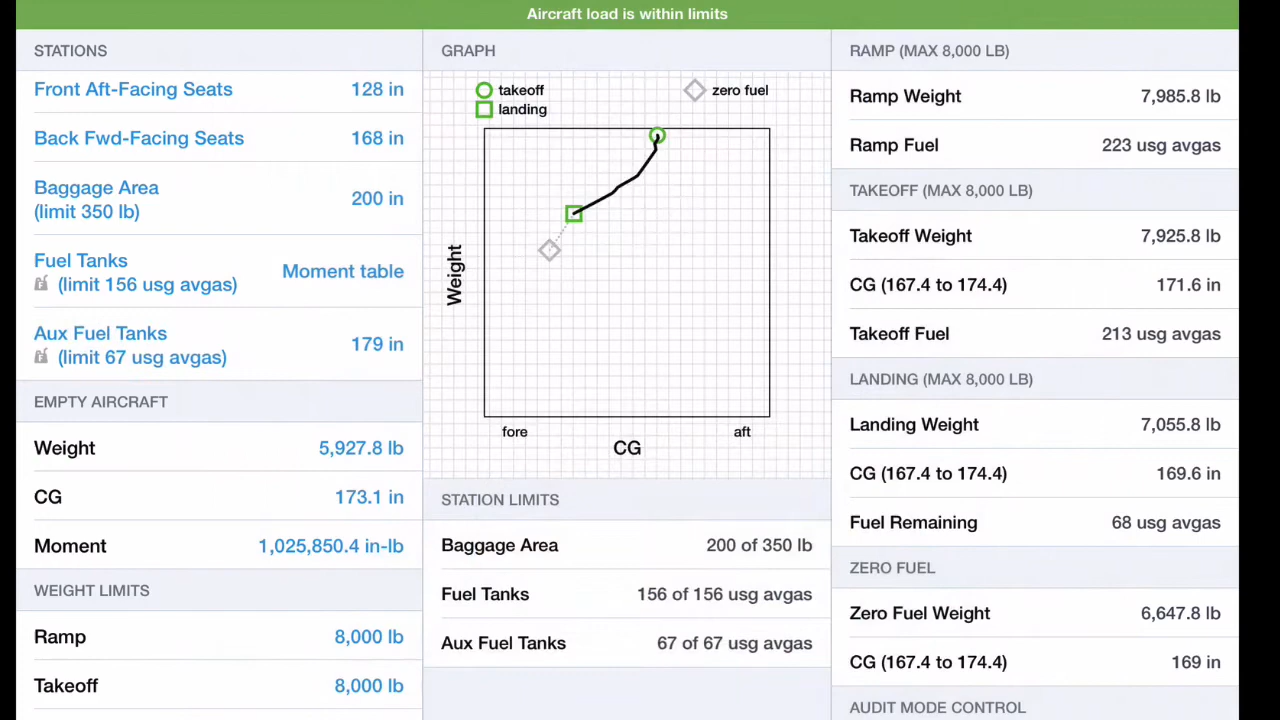 Aircraft load is within limits
STATIONS
Front Aft-Facing Seats 128 in
Back Fwd-Facing Seats 168 in
Baggage Area
(limit 350 lb) 200 in
Fuel Tanks
(limit 156 usg avgas) Moment table
Aux Fuel Tanks
(limit 67 usg avgas) 179 in
EMPTY AIRCRAFT
Weight 5,927.8 lb
CG 173.1 in
Moment 1,025,850.4 in-lb
WEIGHT LIMITS
Ramp 8,000 lb
Takeoff 8,000 lb
GRAPH
takeoff
landing
zero fuel
Weight
fore
aft
CG
STATION LIMITS
Baggage Area 200 of 350 lb
Fuel Tanks 156 of 156 usg avgas
Aux Fuel Tanks 67 of 67 usg avgas
RAMP (MAX 8,000 LB)
Ramp Weight 7,985.8 lb
Ramp Fuel 223 usg avgas
TAKEOFF (MAX 8,000 LB)
Takeoff Weight 7,925.8 lb
CG (167.4 to 174.4) 171.6 in
Takeoff Fuel 213 usg avgas
LANDING (MAX 8,000 LB)
Landing Weight 7,055.8 lb
CG (167.4 to 174.4) 169.6 in
Fuel Remaining 68 usg avgas
ZERO FUEL
Zero Fuel Weight 6,647.8 lb
CG (167.4 to 174.4) 169 in
AUDIT MODE CONTROL